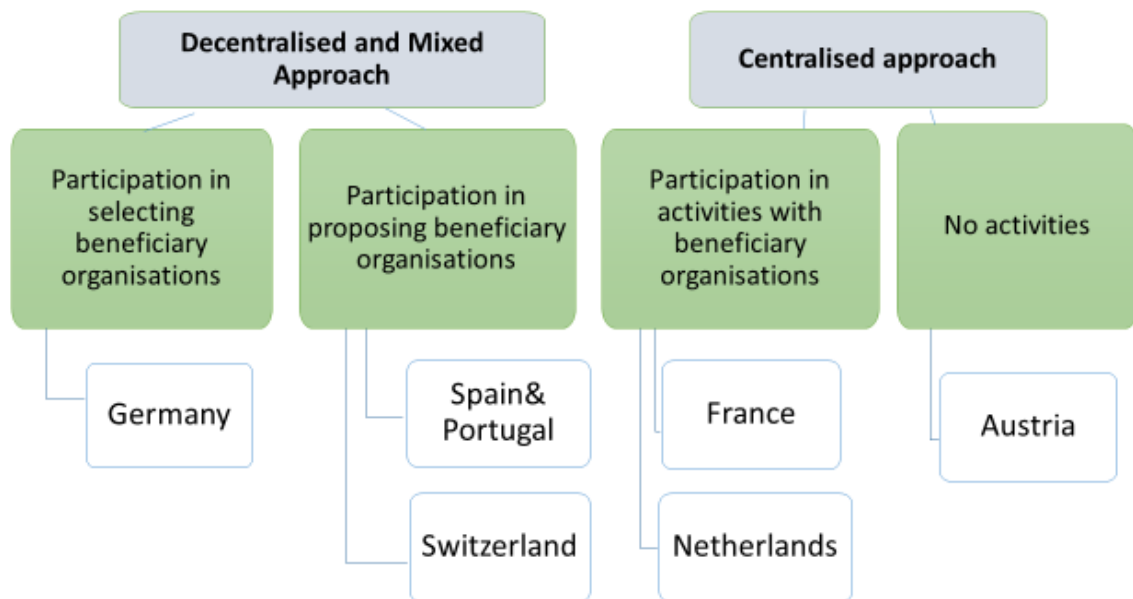 Decentralised and Mixed
Approach
Centralised approach
Participation in
selecting
beneficiary
organisations
Participation in
proposing beneficiary
organisations
Participation in
activities with
beneficiary
organisations
No activities
Germany
Spain&
Portugal
France
Austria
Switzerland
Netherlands